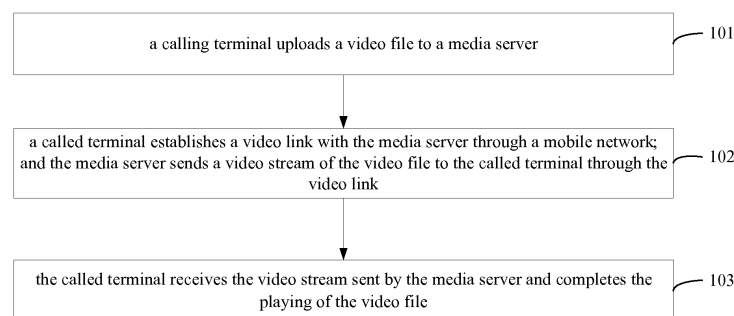 a calling terminal uploads a video file to a media server
101
a called terminal establishes a video link with the media server through a mobile network;
and the media server sends a video stream of the video file to the called terminal through the
video link
102
the called terminal receives the video stream sent by the media server and completes the
playing of the video file
103